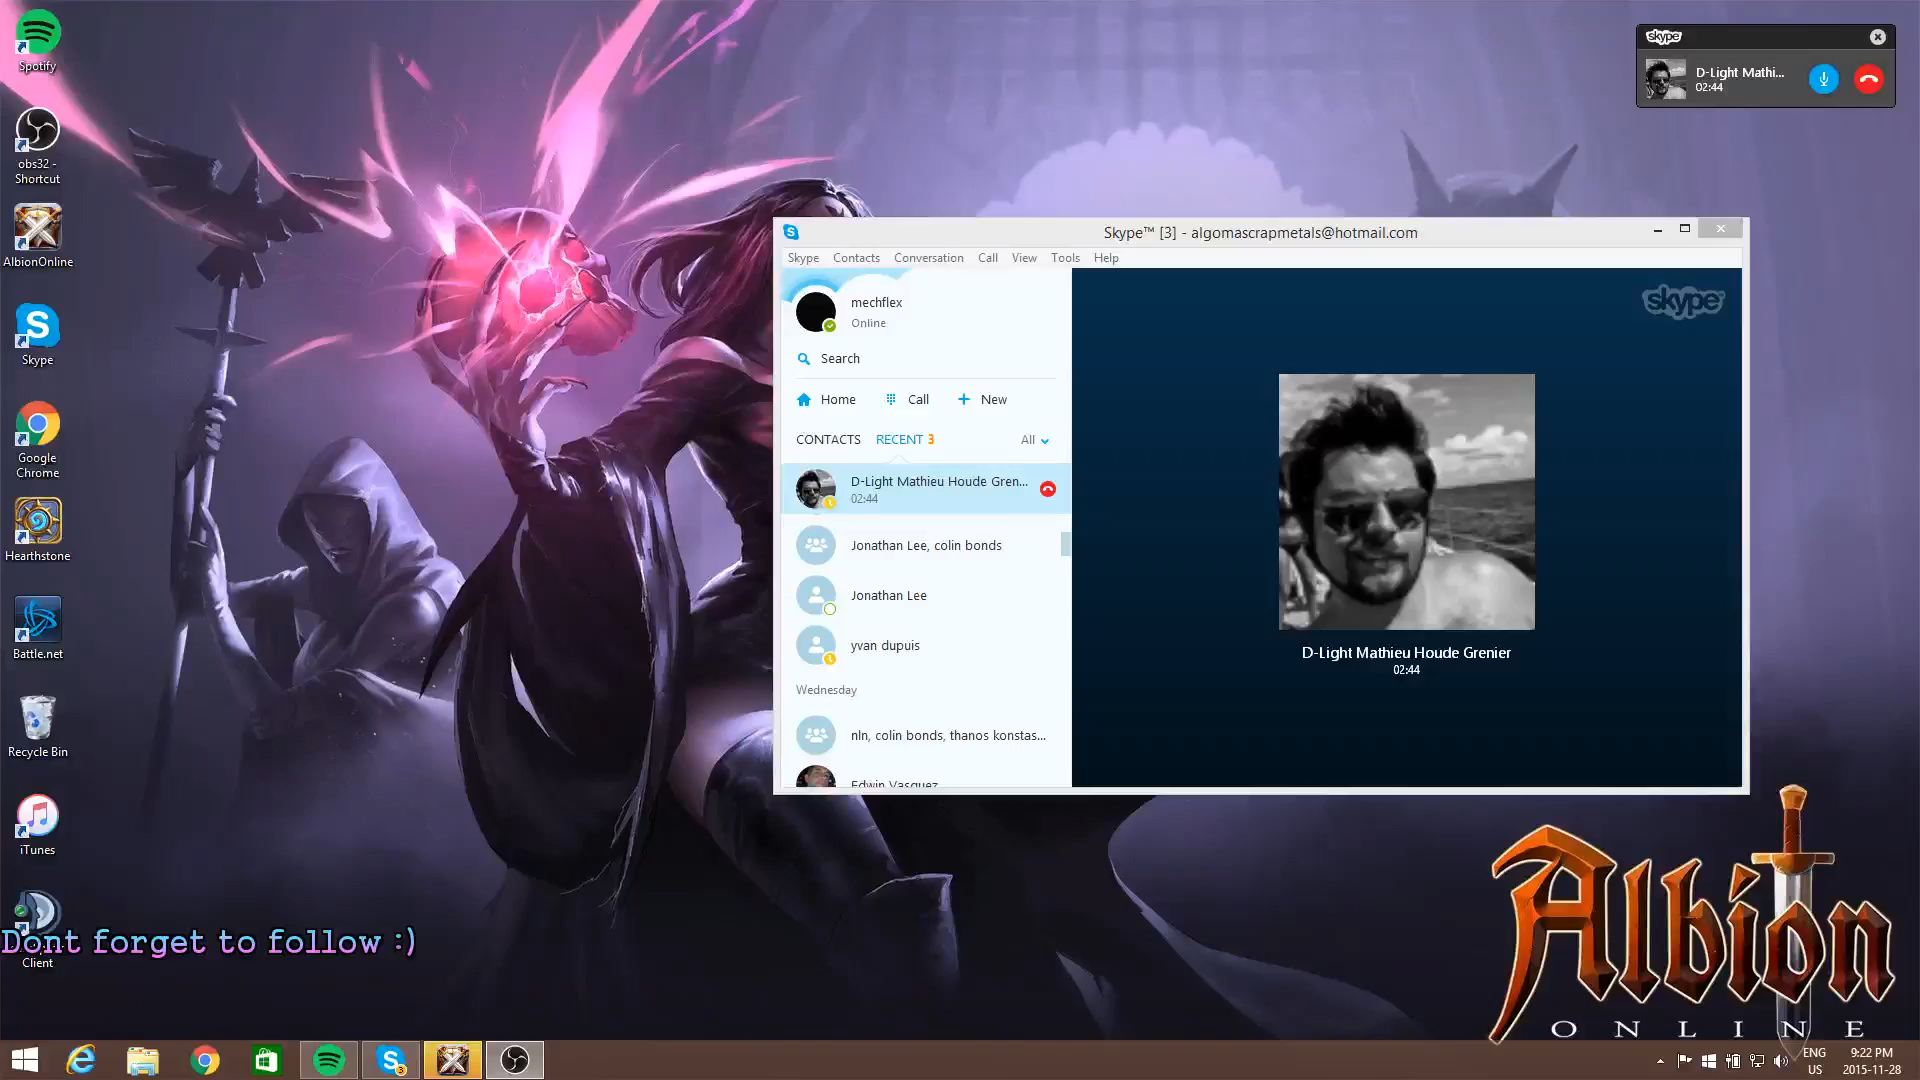 Spotify
obs32 -
Shortcut
AlbionOnline
Skype
Google
Chrome
Hearthstone
Battle.net
Recycle Bin
iTunes
Client
Dont forget to follow :)
skype
D-Light Mathi...
02:44
Skype™ [3] - algomascrapmetals@hotmail.com
Skype Contacts Conversation Call View Tools Help
mechflex
Online
Search
Home Call New
CONTACTS RECENT 3 All
D-Light Mathieu Houde Gren...
02:44
Jonathan Lee, colin bonds
Jonathan Lee
yvan dupuis
Wednesday
nln, colin bonds, thanos konstas...
Edwin Vasquez
skype
D-Light Mathieu Houde Grenier
02:44
Albion
ONLINE
3
ENG
US
9:22 PM
2015-11-28